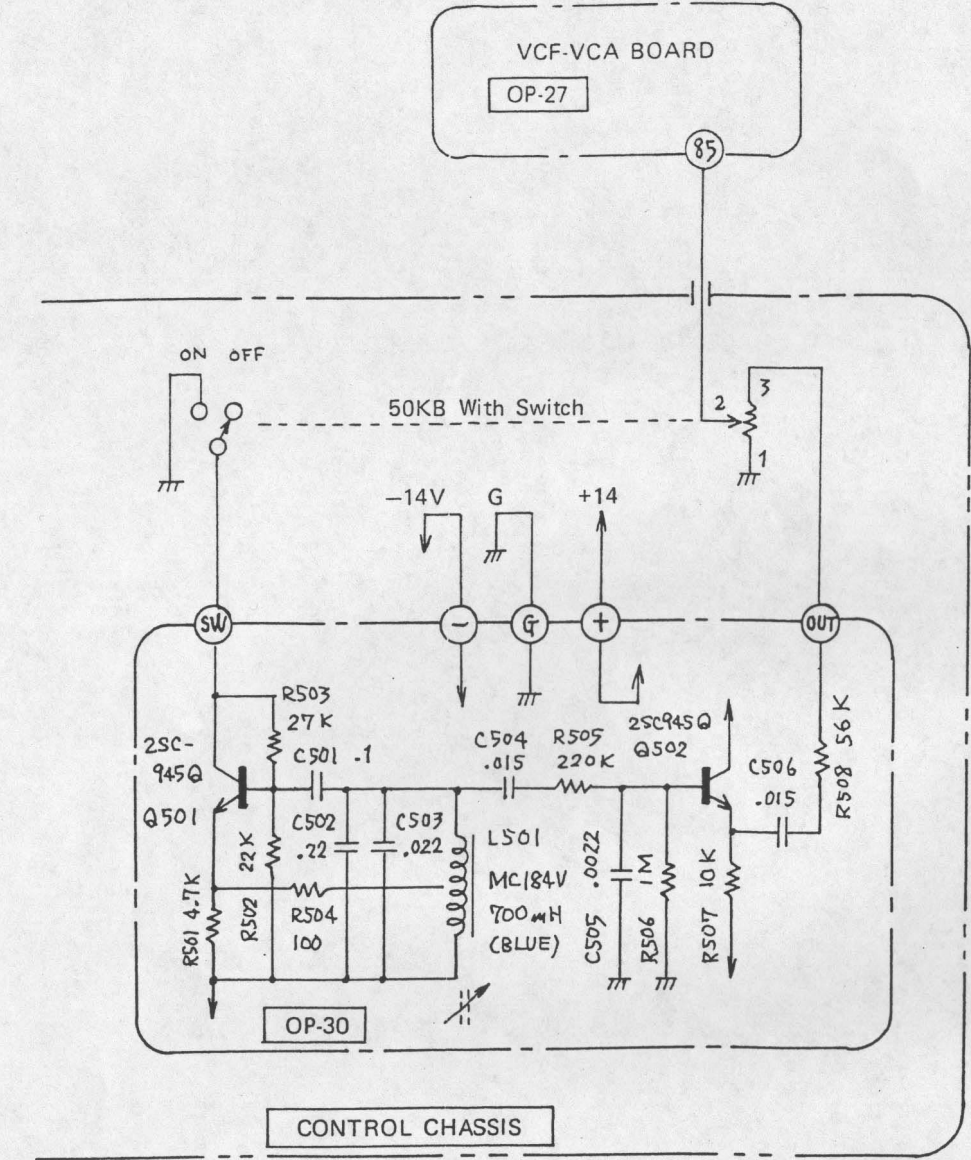 VCF-VCA BOARD
OP-27
85
ON OFF
50KB With Switch
2
3
1
−14V G +14
SW
−
G
+
OUT
R503
27K
2SC-
945Q
Q501
C501 .1
C504
.015
R505
220K
2SC945Q
Q502
C506
.015
R508 56K
C502
.22
C503
.022
L501
MC184V
700mH
(BLUE)
R501 4.7K
R502 22K
R504
100
C505 .0022
R506 1M
R507 10K
OP-30
CONTROL CHASSIS